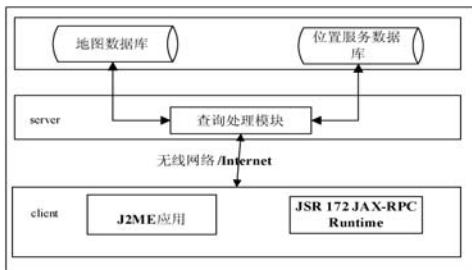 地图数据库
位置服务数据
库
server
查询处理模块
无线网络/Internet
client
J2ME应用
JSR 172 JAX-RPC
Runtime